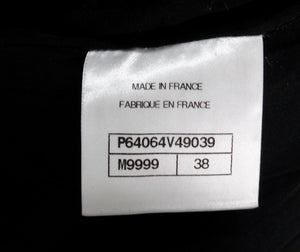 MADE IN FRANCE
FABRIQUE EN FRANCE
P64064V49039
M9999 38